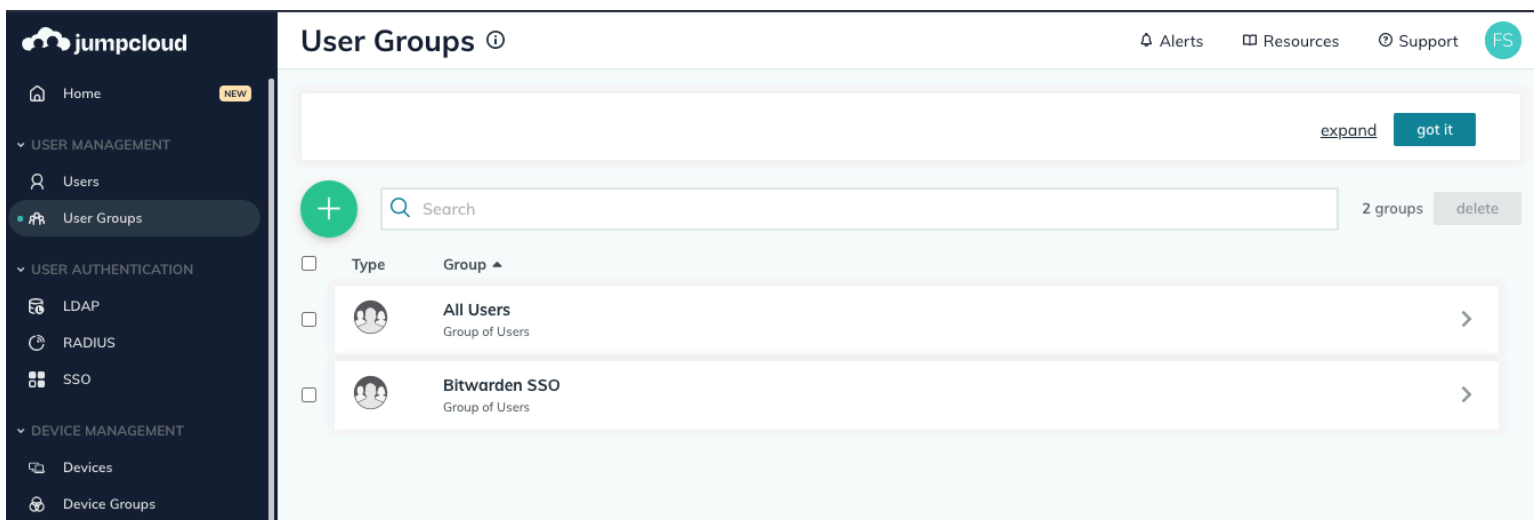 jumpcloud
Home
NEW
USER MANAGEMENT
Users
User Groups
USER AUTHENTICATION
LDAP
RADIUS
SSO
DEVICE MANAGEMENT
Devices
Device Groups
User Groups
Alerts
Resources
Support
FS
expand
got it
Search
2 groups
delete
Type
Group
All Users
Group of Users
Bitwarden SSO
Group of Users